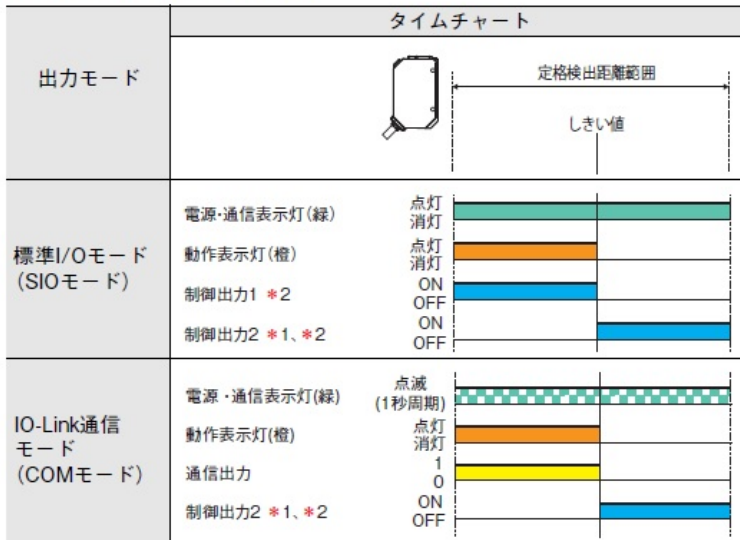 タイムチャート
出力モード
定格検出距離範囲
しきい値
標準I/Oモード
(SIOモード)
電源・通信表示灯(緑)
点灯
消灯
動作表示灯(橙)
点灯
消灯
制御出力1 *2
ON
OFF
制御出力2 *1、*2
ON
OFF
IO-Link通信
モード
(COMモード)
電源・通信表示灯(緑)
点滅
(1秒周期)
動作表示灯(橙)
点灯
消灯
通信出力
1
0
制御出力2 *1、*2
ON
OFF